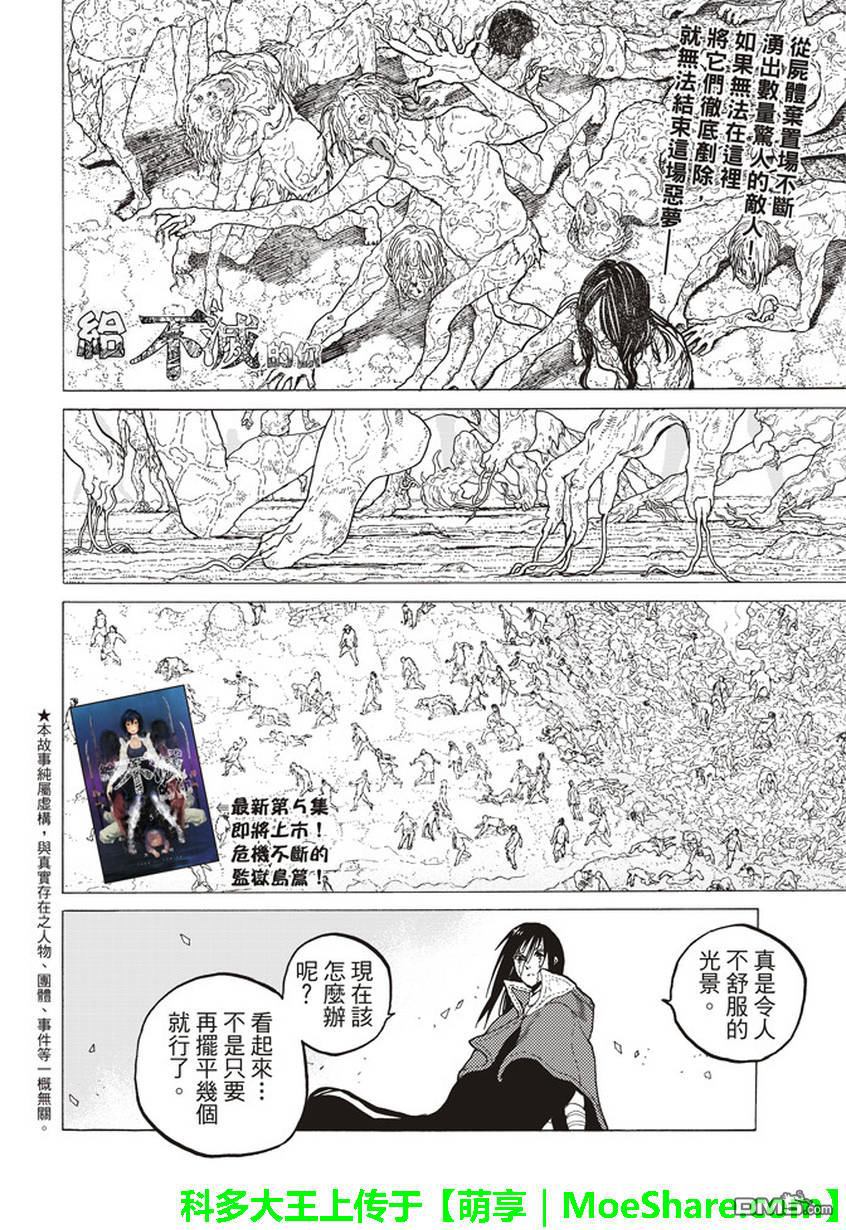 從屍體棄置場不斷
湧出數量驚人的敵人！
如果無法在這裡
將它們徹底剷除，
就無法結束這場惡夢——
給不滅的你
最新第5集
即將上市！
危機不斷的
監獄島篇！
★本故事純屬虛構，與真實存在之人物、團體、事件等一概無關。
真是令人
不舒服的
光景。
現在該
怎麼辦
呢？
看起來…
不是只要
再擺平幾個
就行了。
科多大王上传于【萌享｜MoeShare.com】
DM5